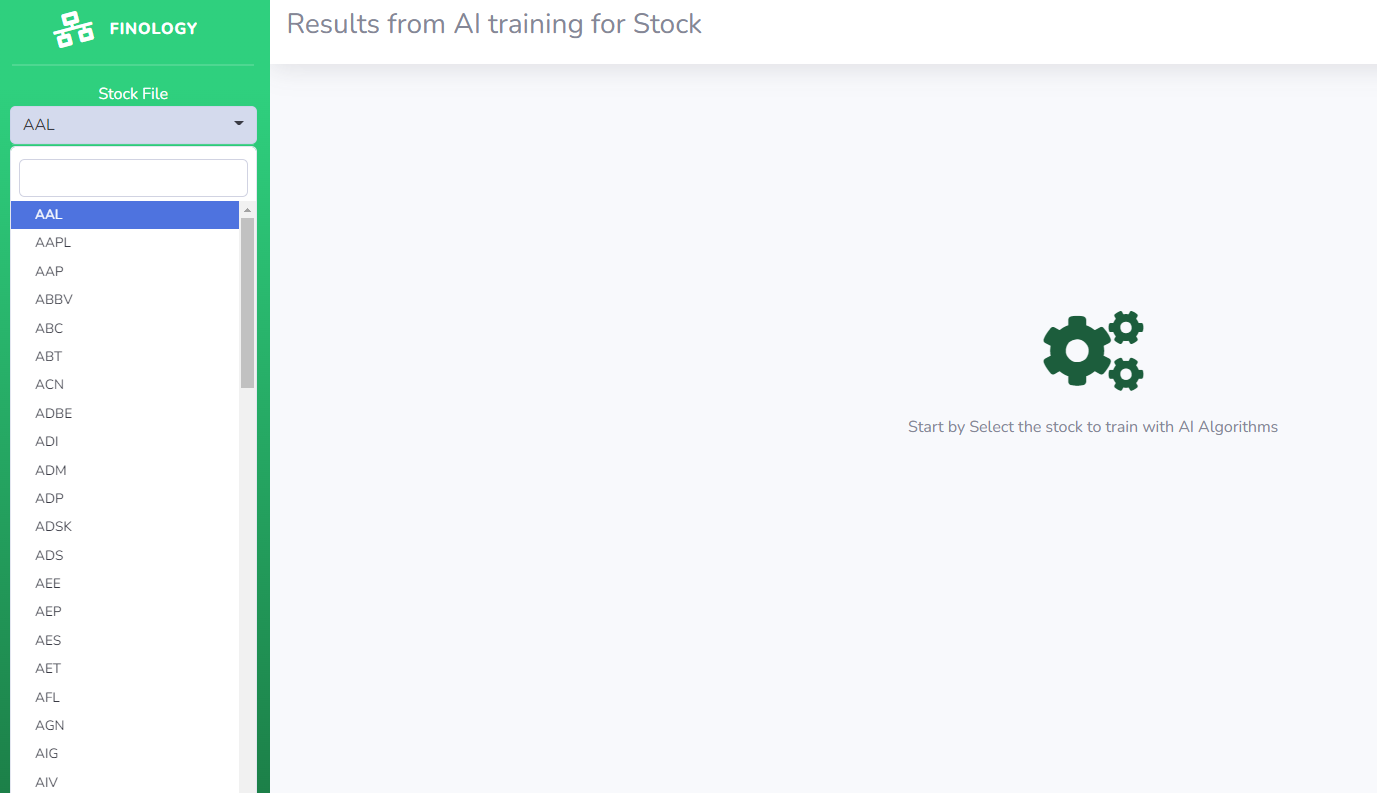 FINOLOGY
Results from AI training for Stock
Stock File
AAL
AAL
AAPL
AAP
ABBV
ABC
ABT
ACN
ADBE
ADI
ADM
ADP
ADSK
ADS
AEE
AEP
AES
AET
AFL
AGN
AIG
AIV
Start by Select the stock to train with AI Algorithms